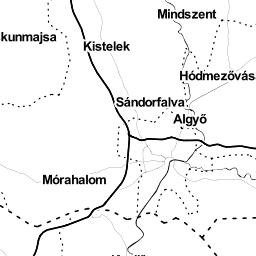 Mindszent
kunmajsa
Kistelek
Hódmezővás
Sándorfalva
Algyő
Mórahalom